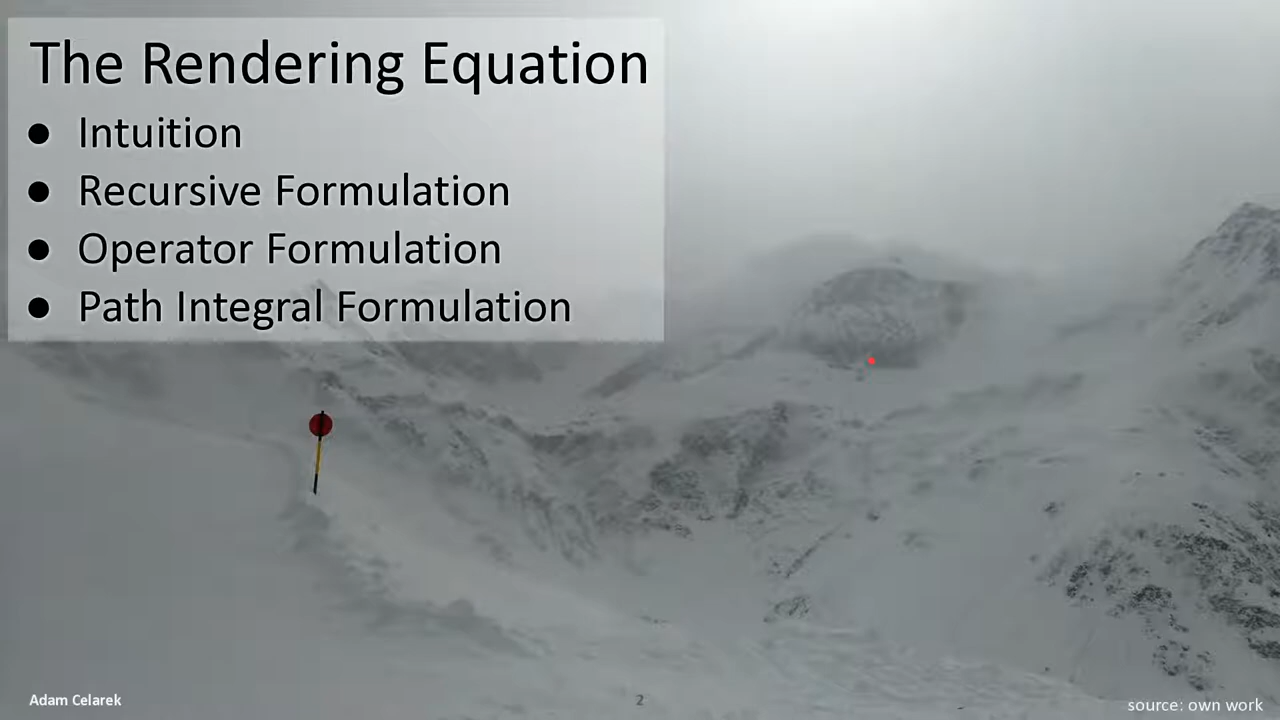 The Rendering Equation
● Intuition
● Recursive Formulation
● Operator Formulation
● Path Integral Formulation
Adam Celarek
2
source: own work